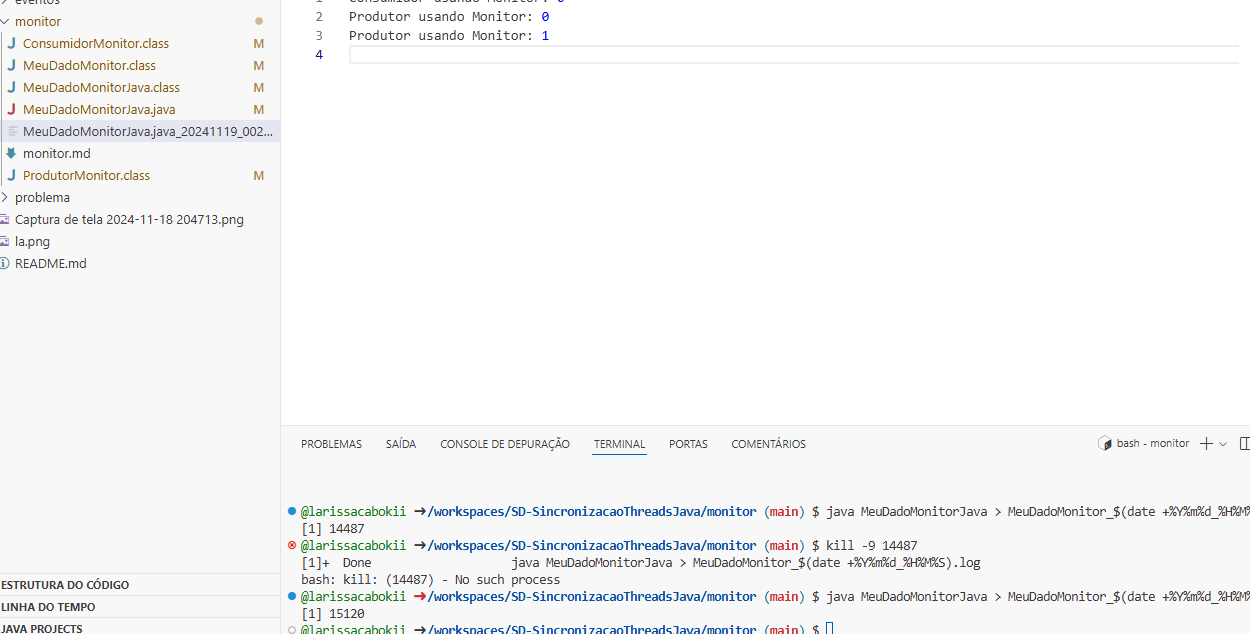 eventos
monitor
ConsumidorMonitor.class M
MeuDadoMonitor.class M
MeuDadoMonitorJava.class M
MeuDadoMonitorJava.java M
MeuDadoMonitorJava.java_20241119_002...
monitor.md
ProdutorMonitor.class M
problema
Captura de tela 2024-11-18 204713.png
la.png
README.md
ESTRUTURA DO CÓDIGO
LINHA DO TEMPO
JAVA PROJECTS
1 Consumidor usando Monitor: 0
2 Produtor usando Monitor: 0
3 Produtor usando Monitor: 1
4
PROBLEMAS SAÍDA CONSOLE DE DEPURAÇÃO TERMINAL PORTAS COMENTÁRIOS bash - monitor
@larissacabokii ➜/workspaces/SD-SincronizacaoThreadsJava/monitor (main) $ java MeuDadoMonitorJava > MeuDadoMonitor_$(date +%Y%m%d_%H%M%
[1] 14487
@larissacabokii ➜/workspaces/SD-SincronizacaoThreadsJava/monitor (main) $ kill -9 14487
[1]+ Done java MeuDadoMonitorJava > MeuDadoMonitor_$(date +%Y%m%d_%H%M%S).log
bash: kill: (14487) - No such process
@larissacabokii ➜/workspaces/SD-SincronizacaoThreadsJava/monitor (main) $ java MeuDadoMonitorJava > MeuDadoMonitor_$(date +%Y%m%d_%H%M%
[1] 15120
@larissacabokii ➜/workspaces/SD-SincronizacaoThreadsJava/monitor (main) $